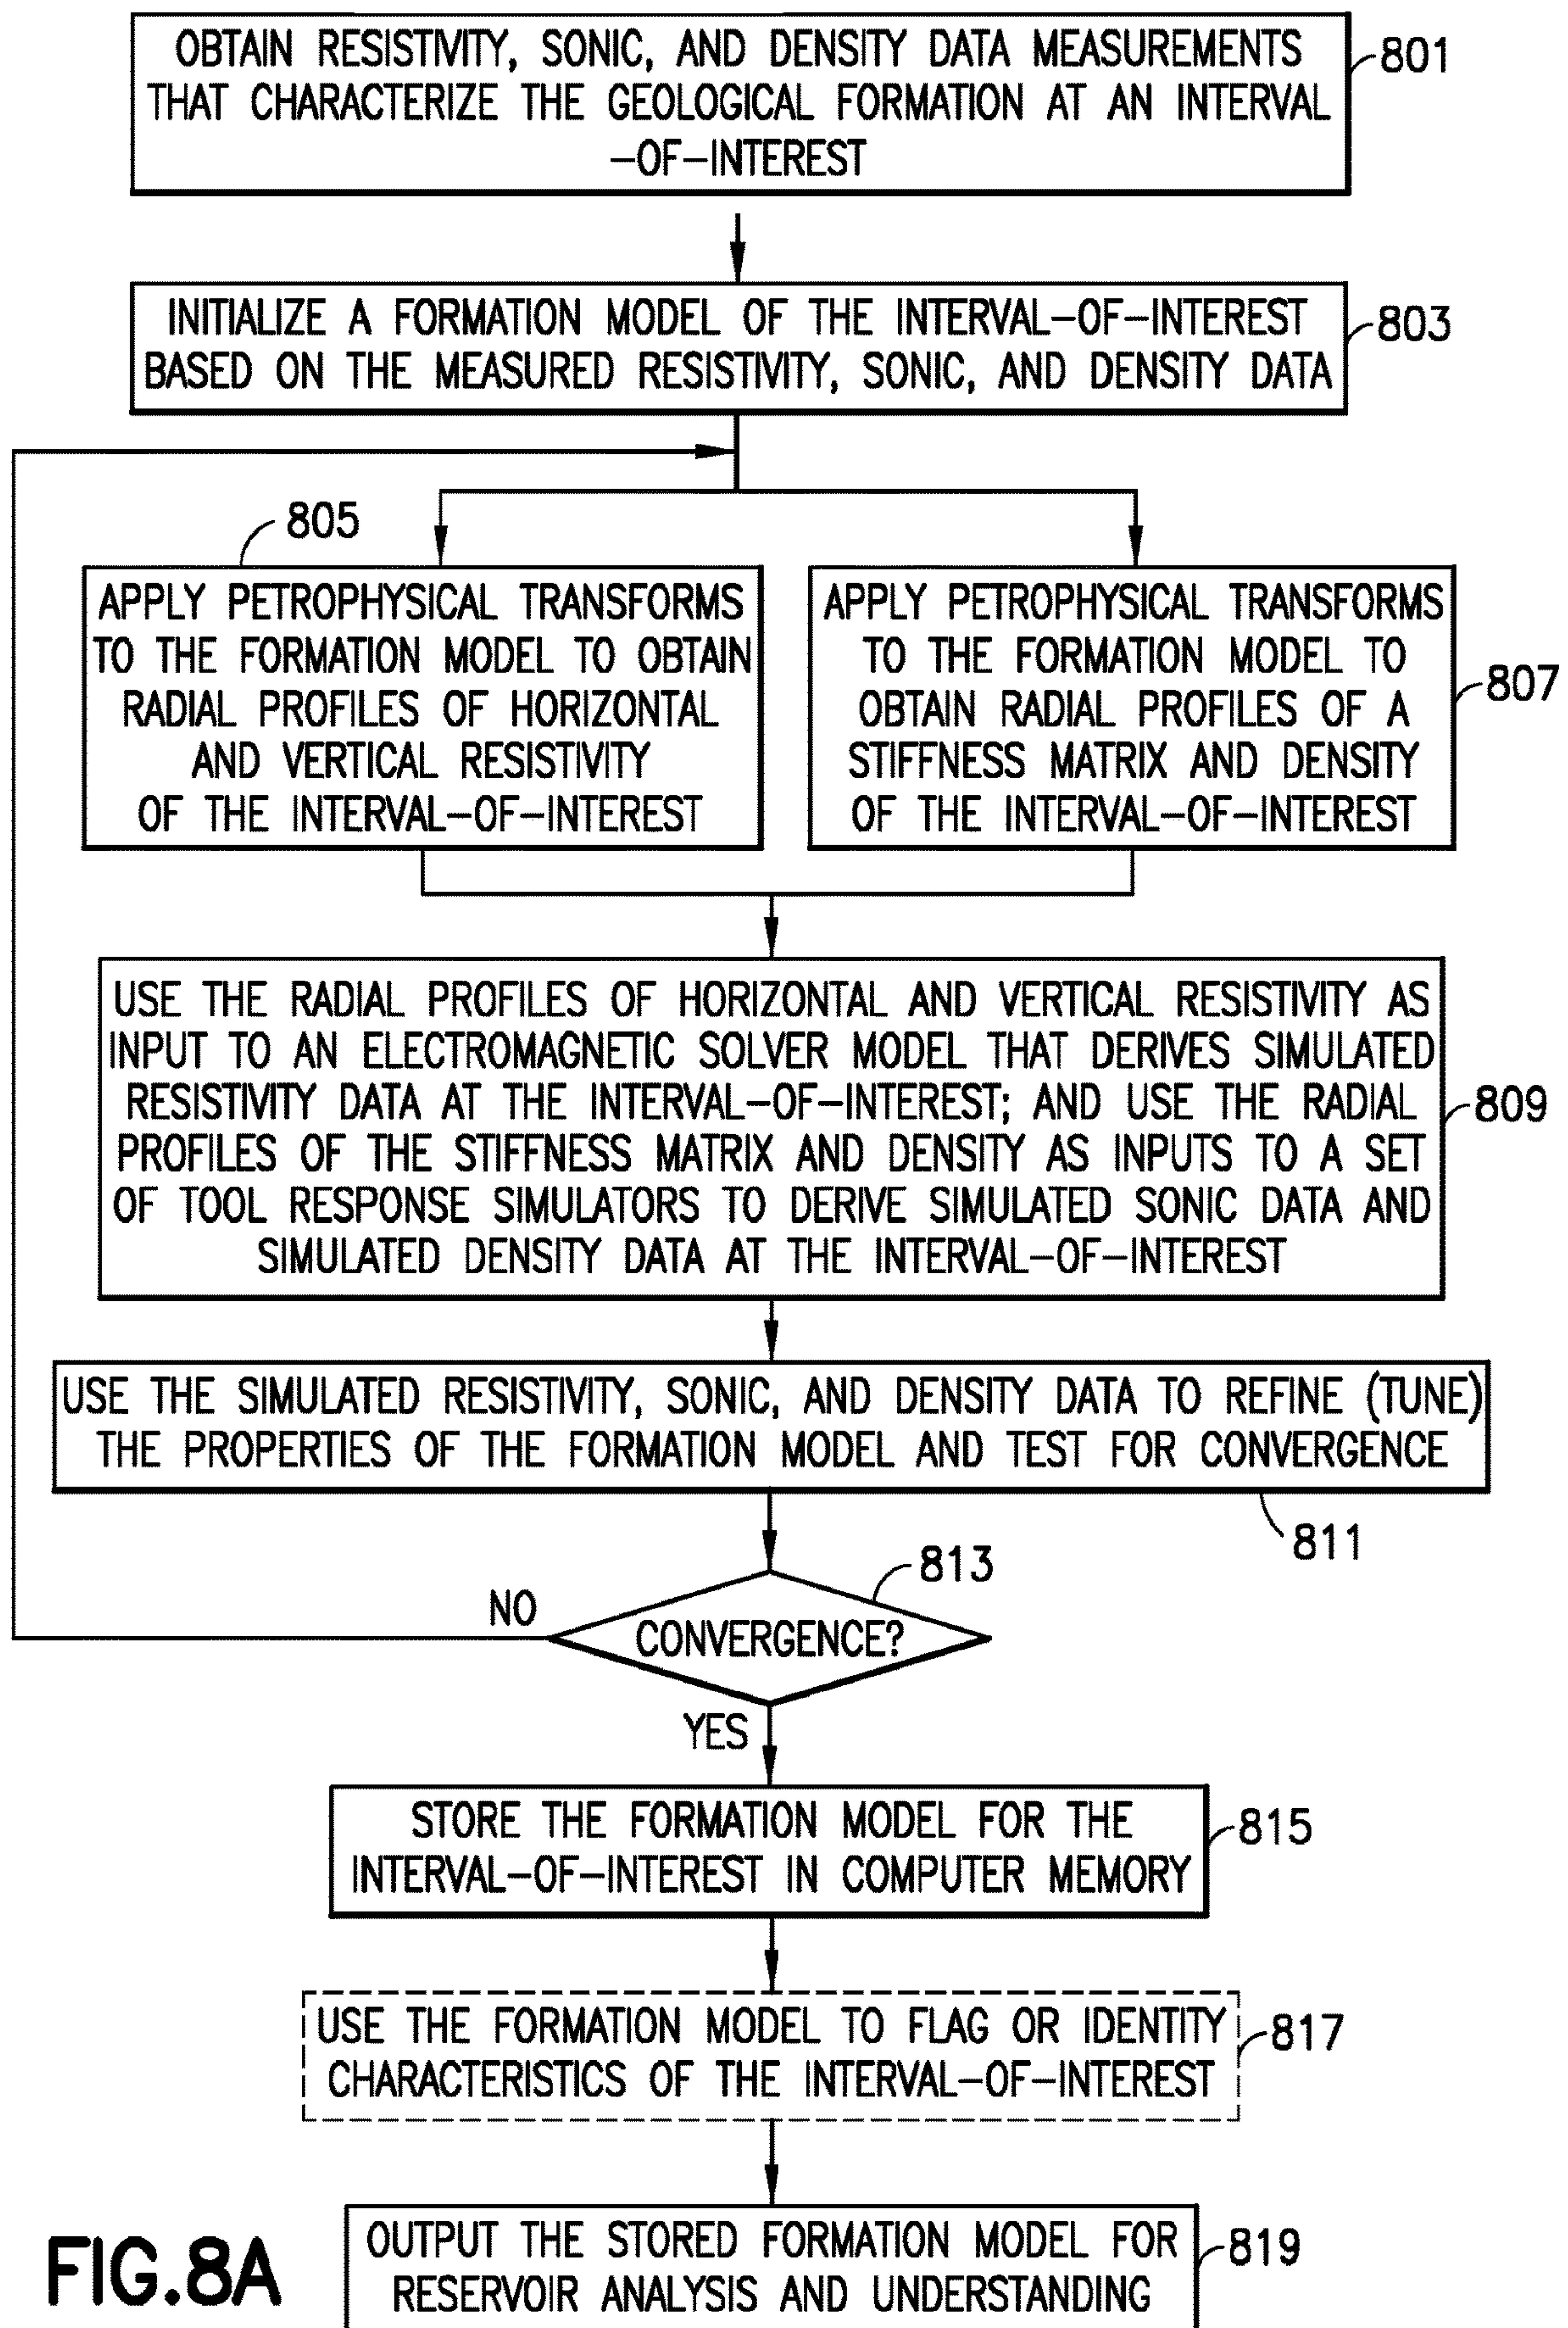 OBTAIN RESISTIVITY, SONIC, AND DENSITY DATA MEASUREMENTS
THAT CHARACTERIZE THE GEOLOGICAL FORMATION AT AN INTERVAL
-OF-INTEREST
801
INITIALIZE A FORMATION MODEL OF THE INTERVAL-OF-INTEREST
BASED ON THE MEASURED RESISTIVITY, SONIC, AND DENSITY DATA
803
805
APPLY PETROPHYSICAL TRANSFORMS
TO THE FORMATION MODEL TO OBTAIN
RADIAL PROFILES OF HORIZONTAL
AND VERTICAL RESISTIVITY
OF THE INTERVAL-OF-INTEREST
APPLY PETROPHYSICAL TRANSFORMS
TO THE FORMATION MODEL TO
OBTAIN RADIAL PROFILES OF A
STIFFNESS MATRIX AND DENSITY
OF THE INTERVAL-OF-INTEREST
807
USE THE RADIAL PROFILES OF HORIZONTAL AND VERTICAL RESISTIVITY AS
INPUT TO AN ELECTROMAGNETIC SOLVER MODEL THAT DERIVES SIMULATED
RESISTIVITY DATA AT THE INTERVAL-OF-INTEREST; AND USE THE RADIAL
PROFILES OF THE STIFFNESS MATRIX AND DENSITY AS INPUTS TO A SET
OF TOOL RESPONSE SIMULATORS TO DERIVE SIMULATED SONIC DATA AND
SIMULATED DENSITY DATA AT THE INTERVAL-OF-INTEREST
809
USE THE SIMULATED RESISTIVITY, SONIC, AND DENSITY DATA TO REFINE (TUNE)
THE PROPERTIES OF THE FORMATION MODEL AND TEST FOR CONVERGENCE
811
813
NO
CONVERGENCE?
YES
STORE THE FORMATION MODEL FOR THE
INTERVAL-OF-INTEREST IN COMPUTER MEMORY
815
USE THE FORMATION MODEL TO FLAG OR IDENTITY
CHARACTERISTICS OF THE INTERVAL-OF-INTEREST
817
OUTPUT THE STORED FORMATION MODEL FOR
RESERVOIR ANALYSIS AND UNDERSTANDING
819
FIG.8A